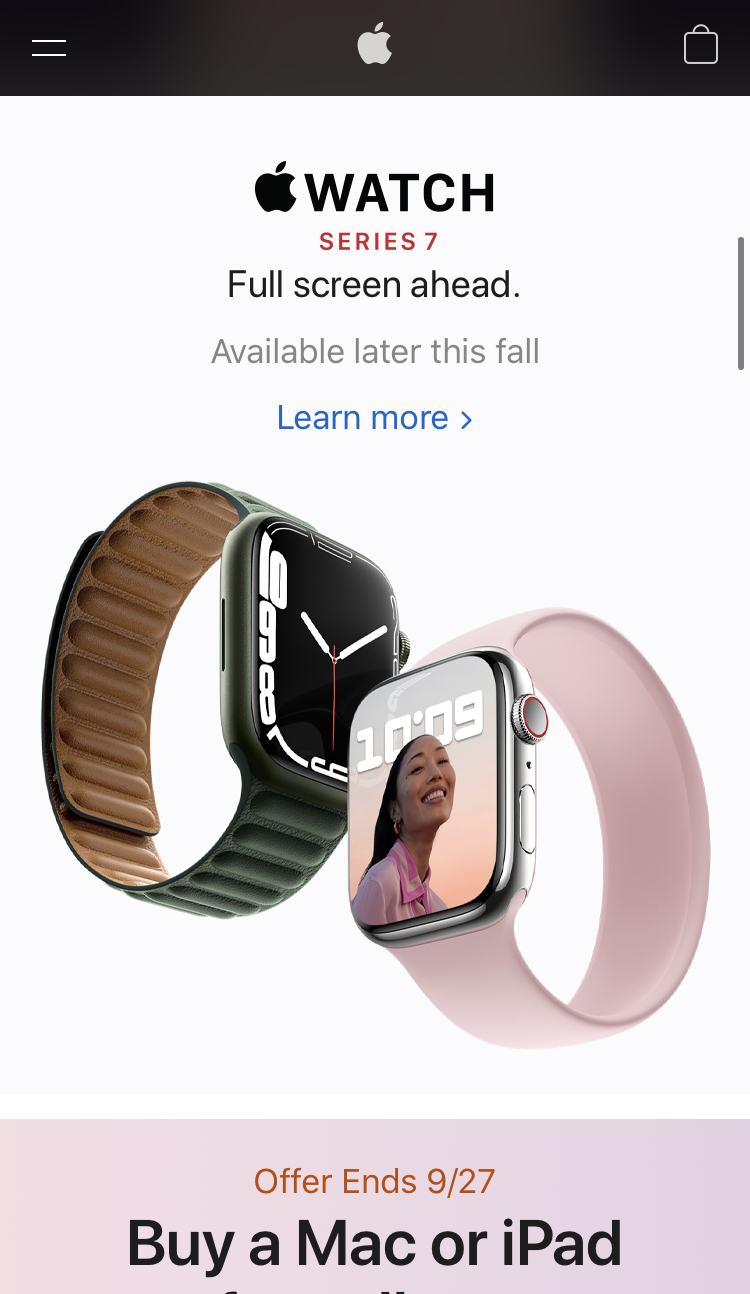 WATCH
SERIES 7
Full screen ahead.
Available later this fall
Learn more >
10:09
Offer Ends 9/27
Buy a Mac or iPad